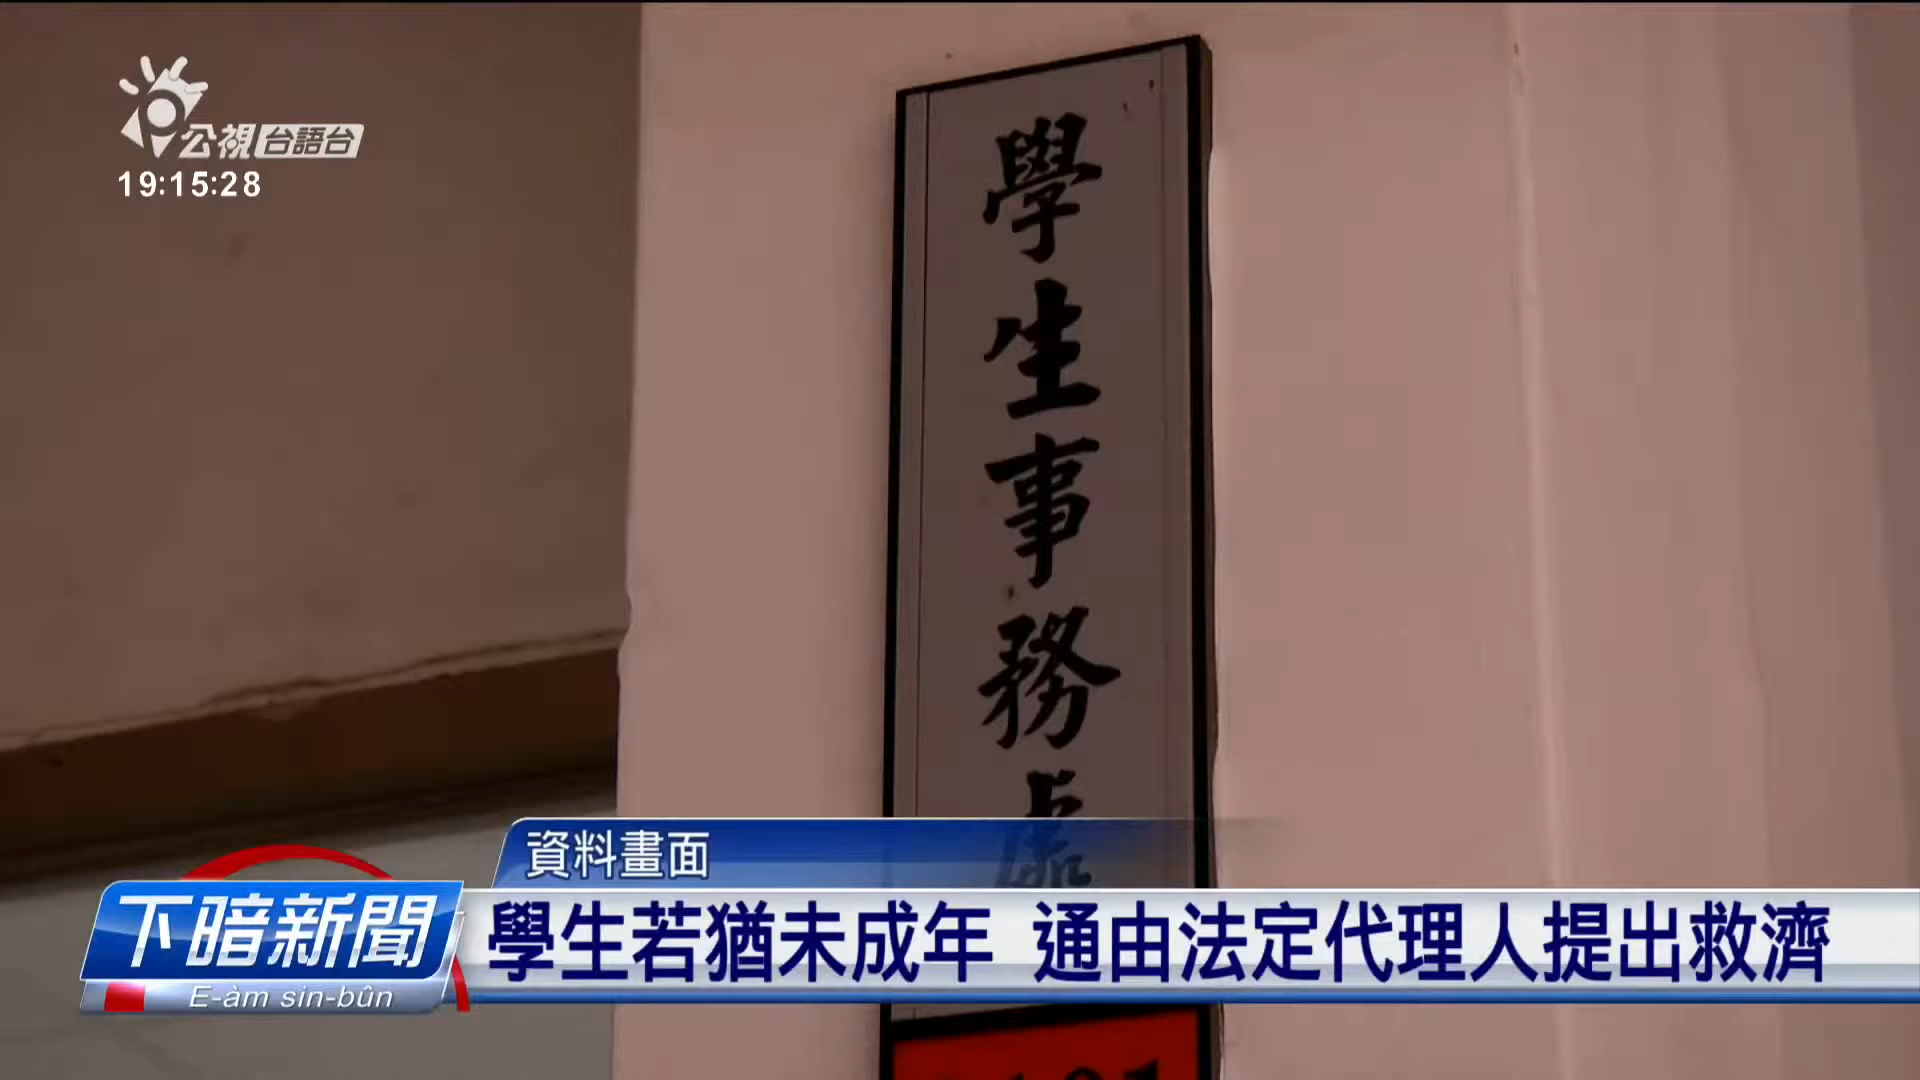 公視台語台
19:15:28
學生事務處
資料畫面
下暗新聞
E-àm sin-bûn
學生若猶未成年 通由法定代理人提出救濟